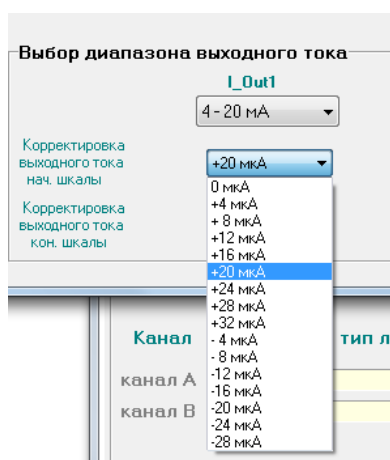 Выбор диапазона выходного тока
I_Out1
4 - 20 мА
Корректировка
выходного тока
нач. шкалы
+20 мкА
Корректировка
выходного тока
кон. шкалы
0 мкА
+4 мкА
+ 8 мкА
+12 мкА
+16 мкА
+20 мкА
+24 мкА
+28 мкА
+32 мкА
- 4 мкА
- 8 мкА
-12 мкА
-16 мкА
-20 мкА
-24 мкА
-28 мкА
Канал
тип л
канал А
канал В